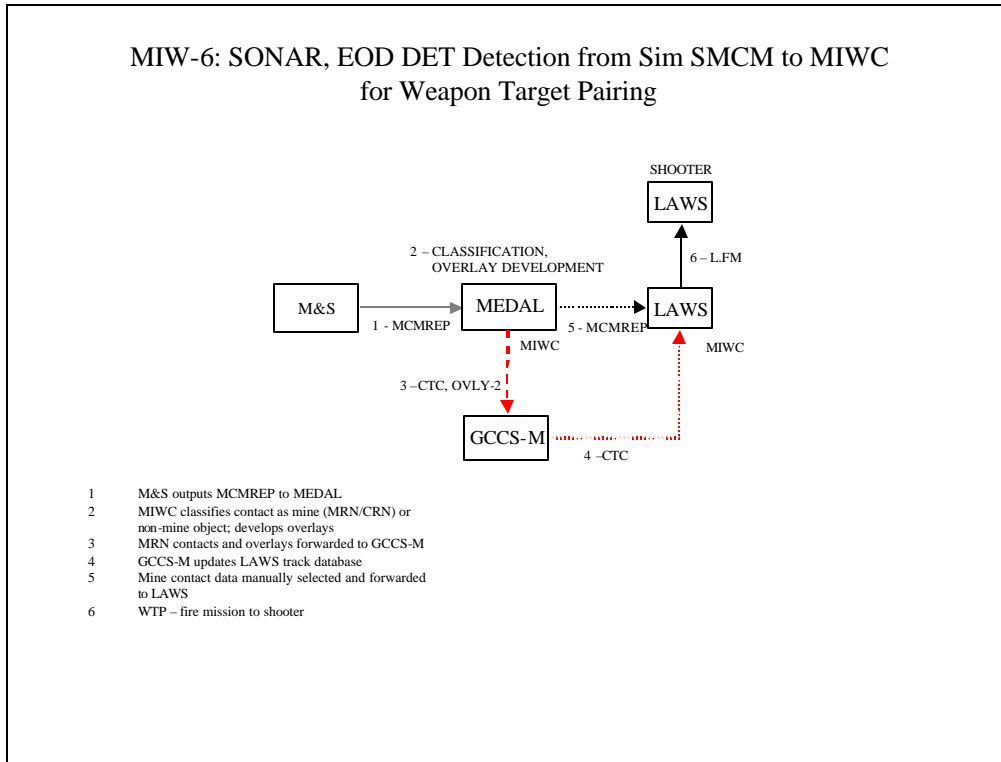 MIW-6: SONAR, EOD DET Detection from Sim SMCM to MIWC
for Weapon Target Pairing
SHOOTER
LAWS
6 – L.FM
2 – CLASSIFICATION,
OVERLAY DEVELOPMENT
M&S
1 - MCMREP
MEDAL
5 - MCMREP
LAWS
MIWC
MIWC
3 –CTC, OVLY-2
GCCS-M
4 –CTC
1 M&S outputs MCMREP to MEDAL
2 MIWC classifies contact as mine (MRN/CRN) or
non-mine object; develops overlays
3 MRN contacts and overlays forwarded to GCCS-M
4 GCCS-M updates LAWS track database
5 Mine contact data manually selected and forwarded
to LAWS
6 WTP – fire mission to shooter